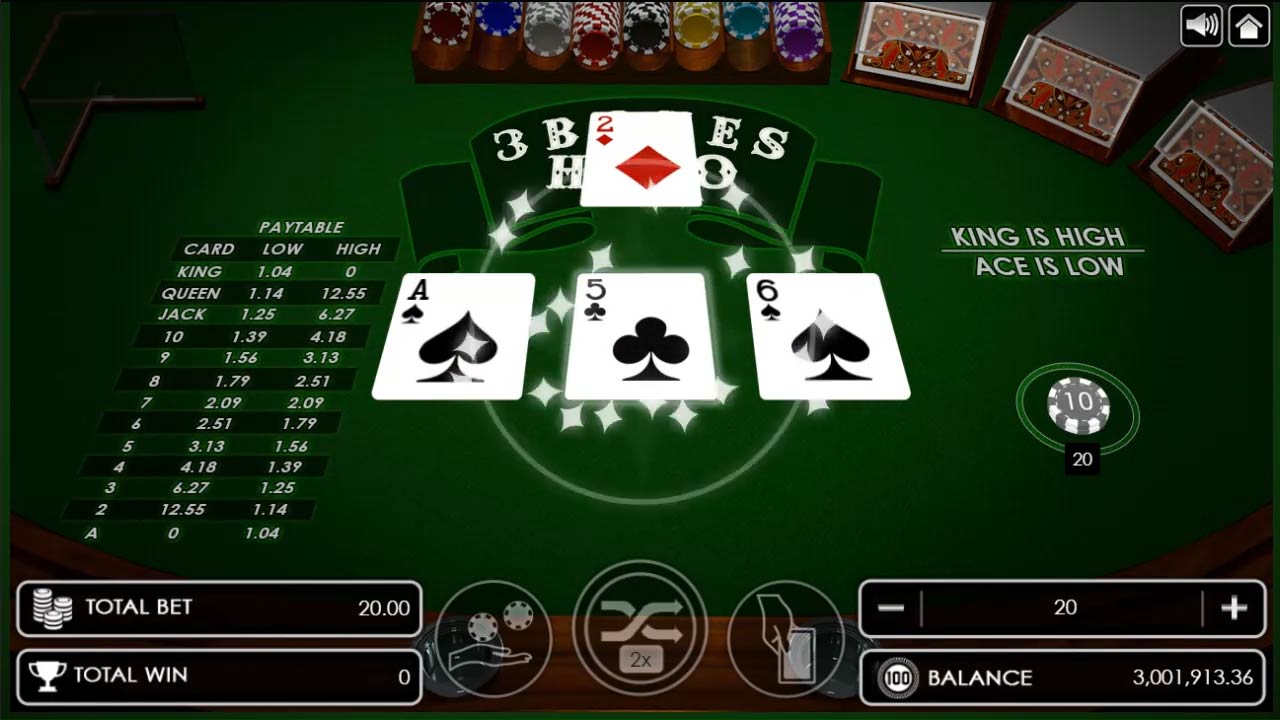 3 B ES
H O
2
PAYTABLE
CARD LOW HIGH
KING 1.04 0
QUEEN 1.14 12.55
JACK 1.25 6.27
10 1.39 4.18
9 1.56 3.13
8 1.79 2.51
7 2.09 2.09
6 2.51 1.79
5 3.13 1.56
4 4.18 1.39
3 6.27 1.25
2 12.55 1.14
A 0 1.04
KING IS HIGH
ACE IS LOW
A
5
6
10
20
TOTAL BET 20.00
TOTAL WIN 0
2x
20
100 BALANCE 3,001,913.36